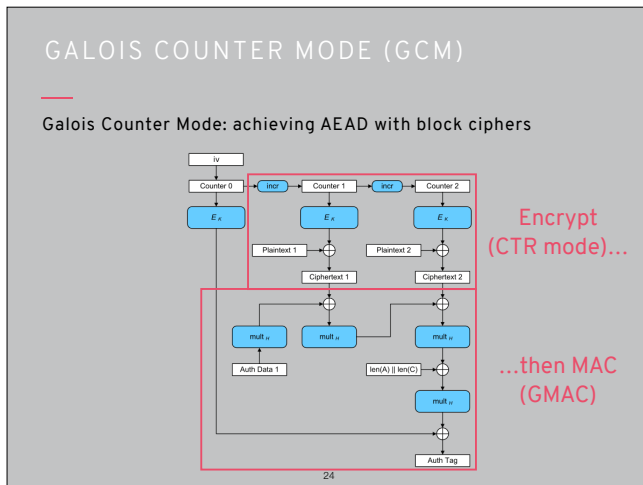 GALOIS COUNTER MODE (GCM)
Galois Counter Mode: achieving AEAD with block ciphers
iv
Counter 0
incr
Counter 1
incr
Counter 2
E K
E K
E K
Plaintext 1
Plaintext 2
Ciphertext 1
Ciphertext 2
Encrypt
(CTR mode)...
mult H
mult H
mult H
Auth Data 1
len(A) || len(C)
mult H
Auth Tag
...then MAC
(GMAC)
24